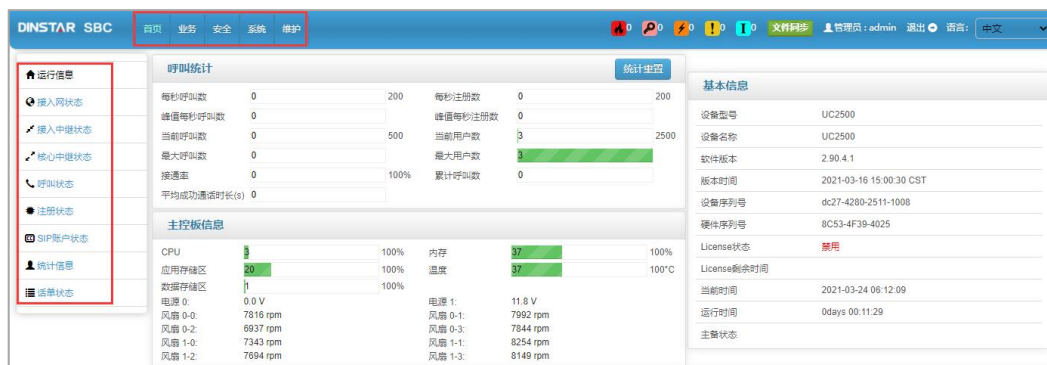 DINSTAR SBC 首页 业务 安全 系统 维护 0 0 0 0 0 文件同步 管理员 : admin 退出 语言: 中文
运行信息
接入网状态
接入中继状态
核心中继状态
呼叫状态
注册状态
SIP账户状态
统计信息
话单状态
呼叫统计 统计重置
每秒呼叫数 0 200 每秒注册数 0 200
峰值每秒呼叫数 0 峰值每秒注册数 0
当前呼叫数 0 500 当前用户数 3 2500
最大呼叫数 0 最大用户数 3
接通率 0 100% 累计呼叫数 0
平均成功通话时长(s) 0
主控板信息
CPU 3 100% 内存 37 100%
应用存储区 20 100% 温度 37 100°C
数据存储区 1 100%
电源 0: 0.0 V 电源 1: 11.8 V
风扇 0-0: 7816 rpm 风扇 0-1: 7992 rpm
风扇 0-2: 6937 rpm 风扇 0-3: 7844 rpm
风扇 1-0: 7343 rpm 风扇 1-1: 8254 rpm
风扇 1-2: 7694 rpm 风扇 1-3: 8149 rpm
基本信息
设备型号 UC2500
设备名称 UC2500
软件版本 2.90.4.1
版本时间 2021-03-16 15:00:30 CST
设备序列号 dc27-4280-2511-1008
硬件序列号 8C53-4F39-4025
License状态 禁用
License剩余时间
当前时间 2021-03-24 06:12:09
运行时间 0days 00:11:29
主备状态